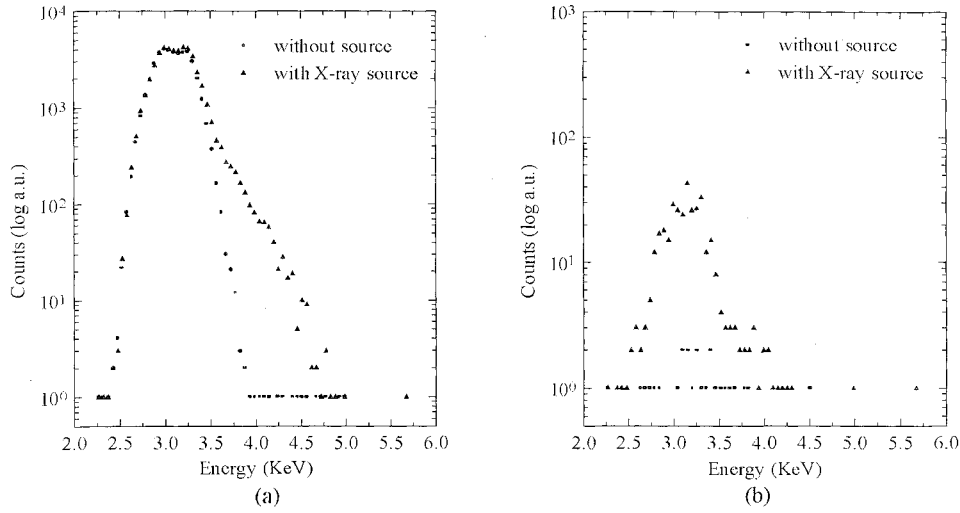 10⁴
10³
10²
10¹
10⁰
Counts (log a.u.)
without source
with X-ray source
2.0 2.5 3.0 3.5 4.0 4.5 5.0 5.5 6.0
Energy (KeV)
(a)
10³
10²
10¹
10⁰
Counts (log a.u.)
without source
with X-ray source
2.0 2.5 3.0 3.5 4.0 4.5 5.0 5.5 6.0
Energy (KeV)
(b)